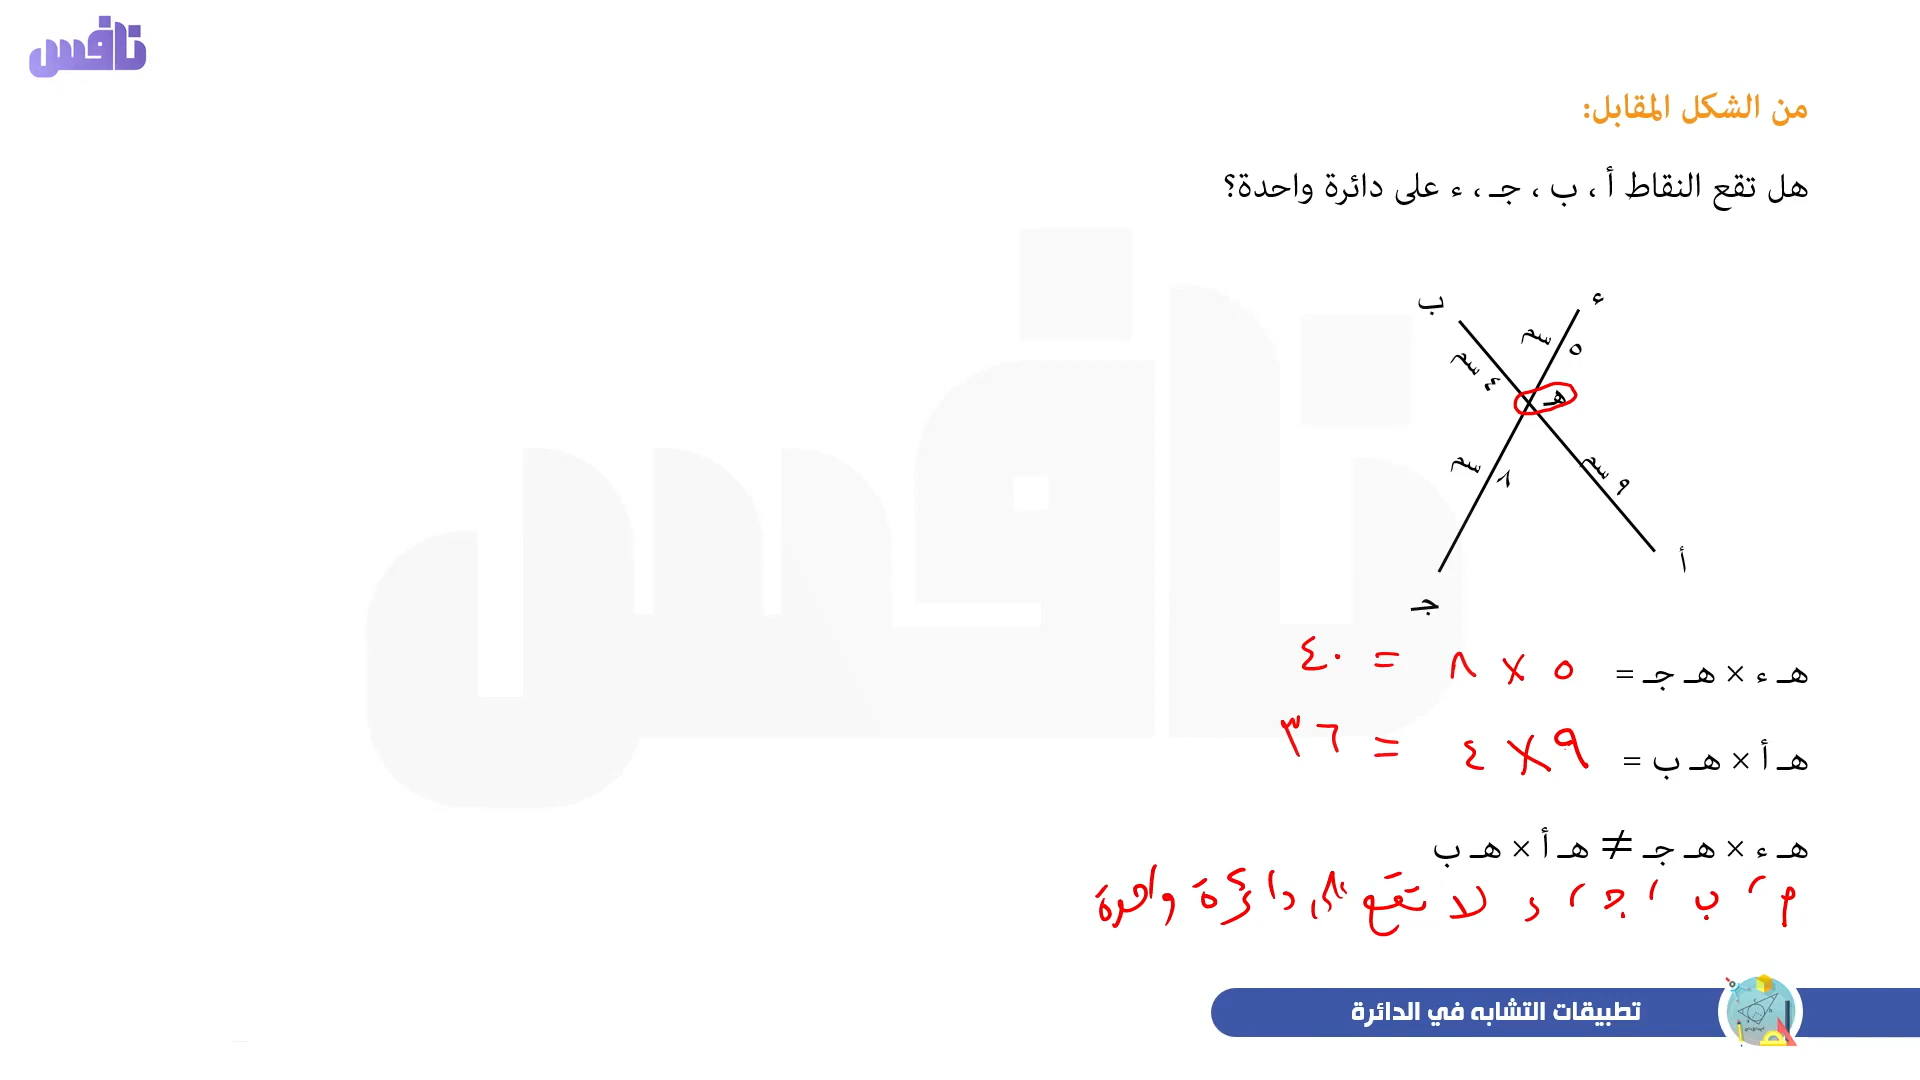 نافس
من الشكل المقابل:
هل تقع النقاط أ ، ب ، جـ ، ء على دائرة واحدة؟
ب
ء
٥ سم
٤ سم
هـ
٨ سم
٩ سم
أ
جـ
هـ ء × هـ جـ = ٥ × ٨ = ٤٠
هـ أ × هـ ب = ٩ × ٤ = ٣٦
هـ ء × هـ جـ ≠ هـ أ × هـ ب
م ، ب ، جـ ، ء لا تقع على دائرة واحدة
تطبيقات التشابه في الدائرة